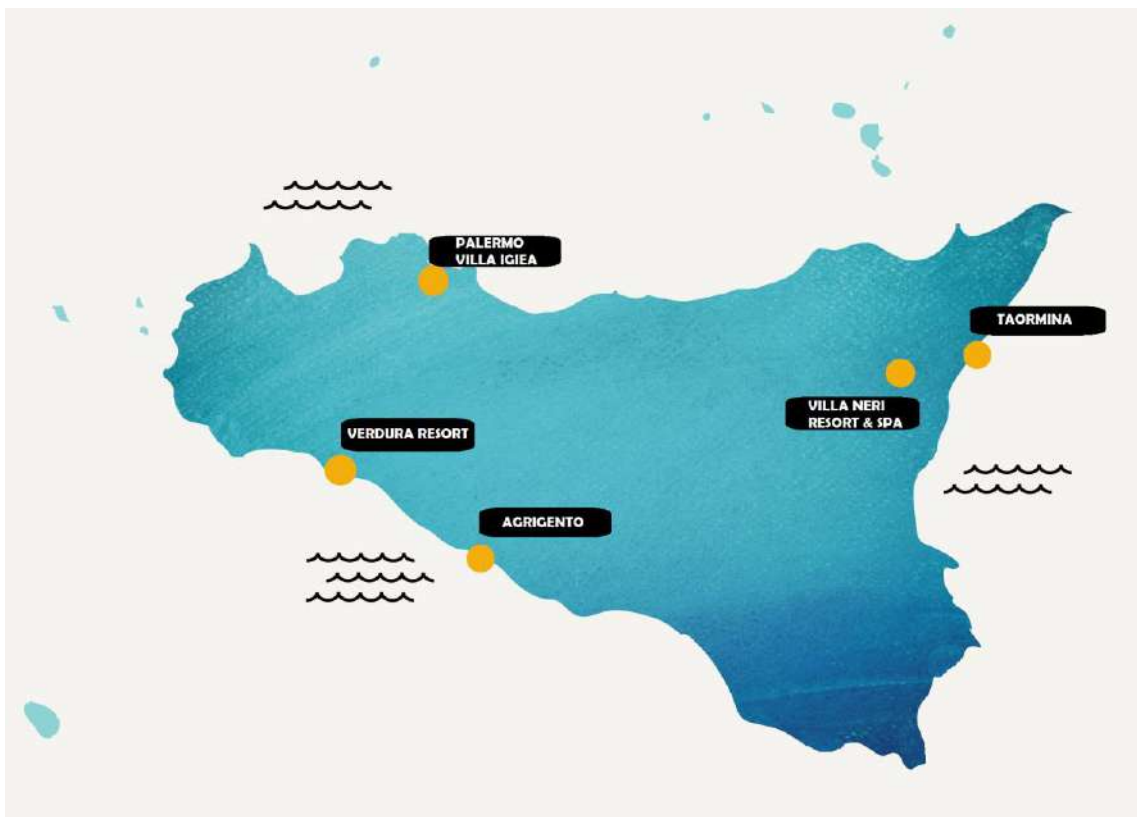 PALERMO
VILLA IGIEA
TAORMINA
VILLA NERI
RESORT & SPA
VERDURA RESORT
AGRIGENTO